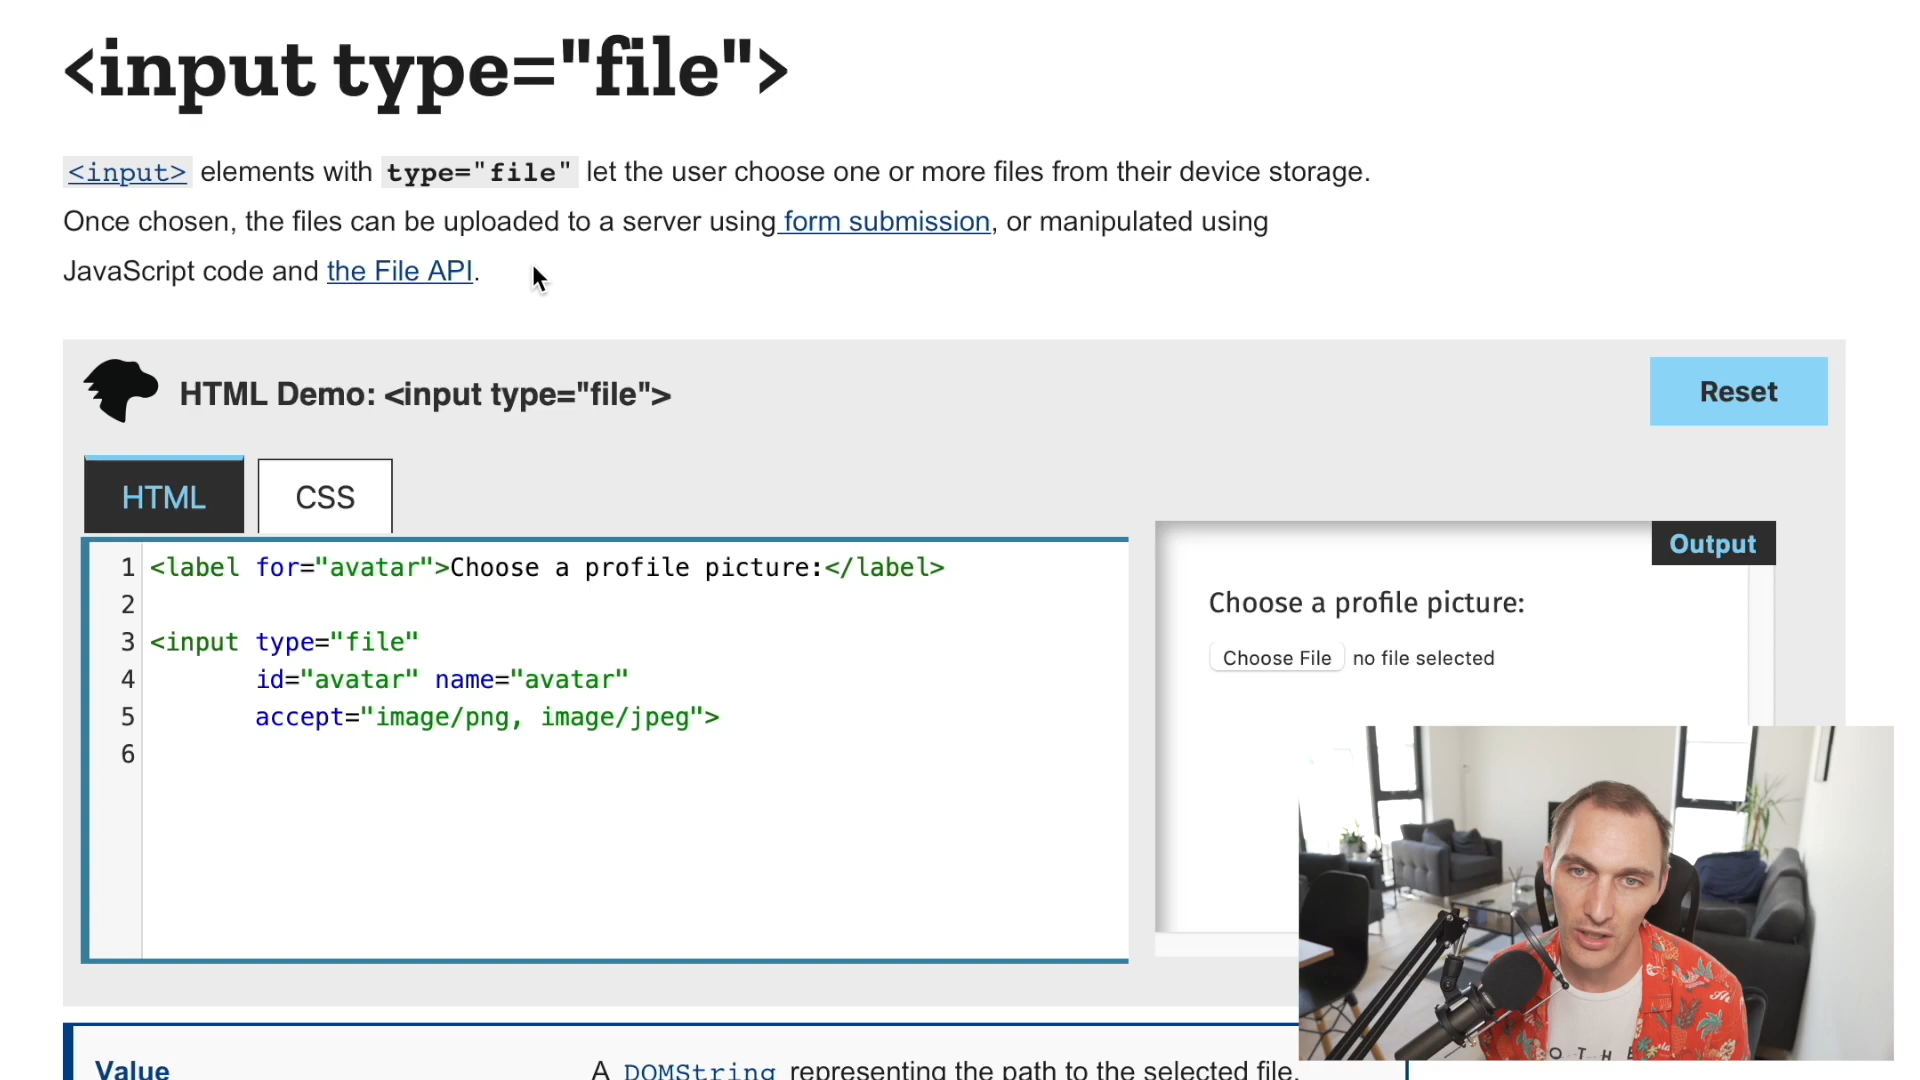 <input type="file">
<input> elements with type="file" let the user choose one or more files from their device storage.
Once chosen, the files can be uploaded to a server using form submission, or manipulated using
JavaScript code and the File API.
HTML Demo: <input type="file">
Reset
HTML CSS
Output
1 <label for="avatar">Choose a profile picture:</label>
2
3 <input type="file"
4 id="avatar" name="avatar"
5 accept="image/png, image/jpeg">
6
Choose a profile picture:
Choose File no file selected
Value A DOMString representing the path to the selected file.